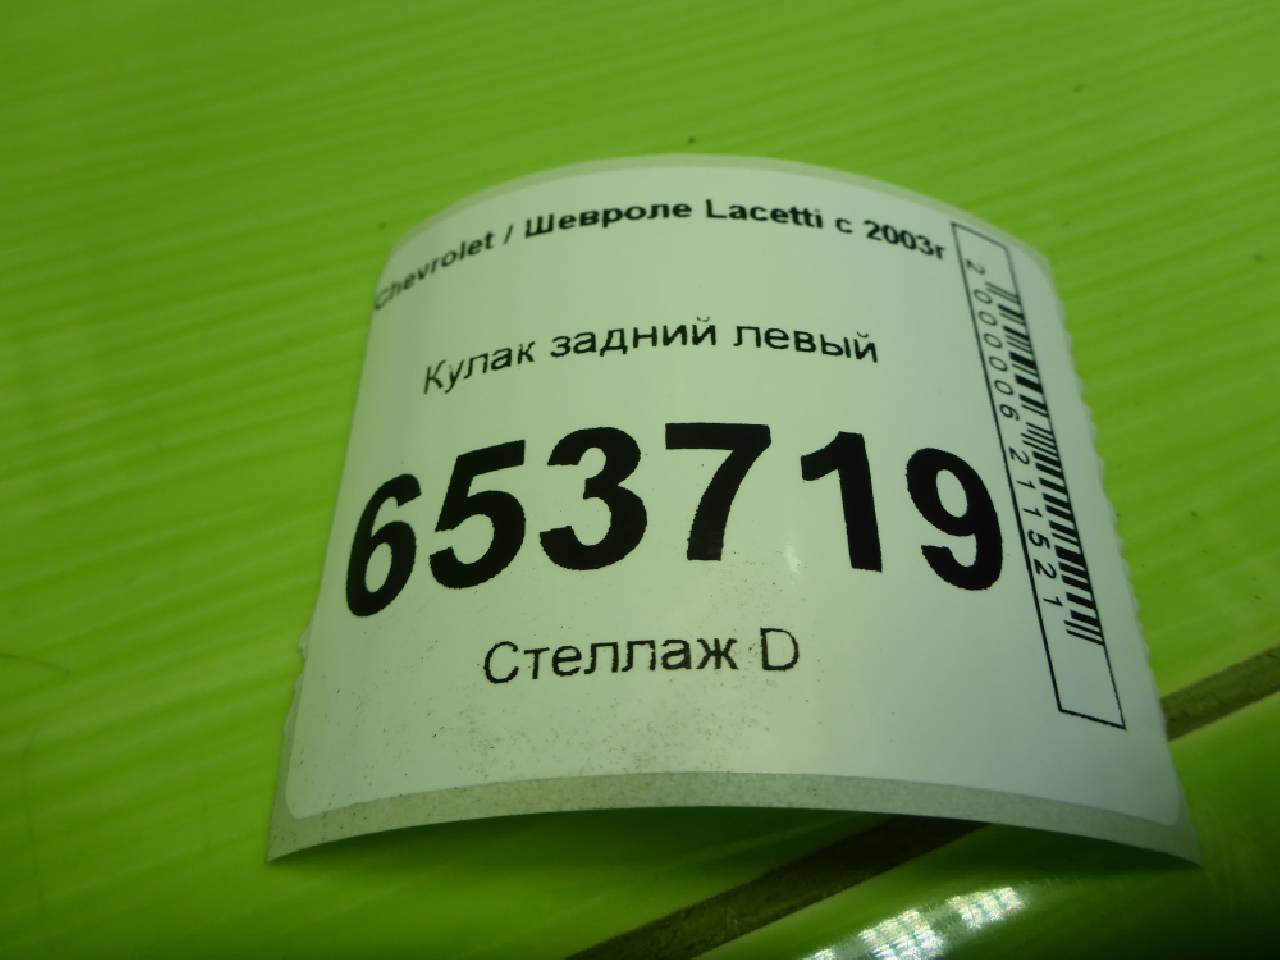 Chevrolet / Шевроле Lacetti с 2003г
Кулак задний левый
653719
Стеллаж D
2000006211521